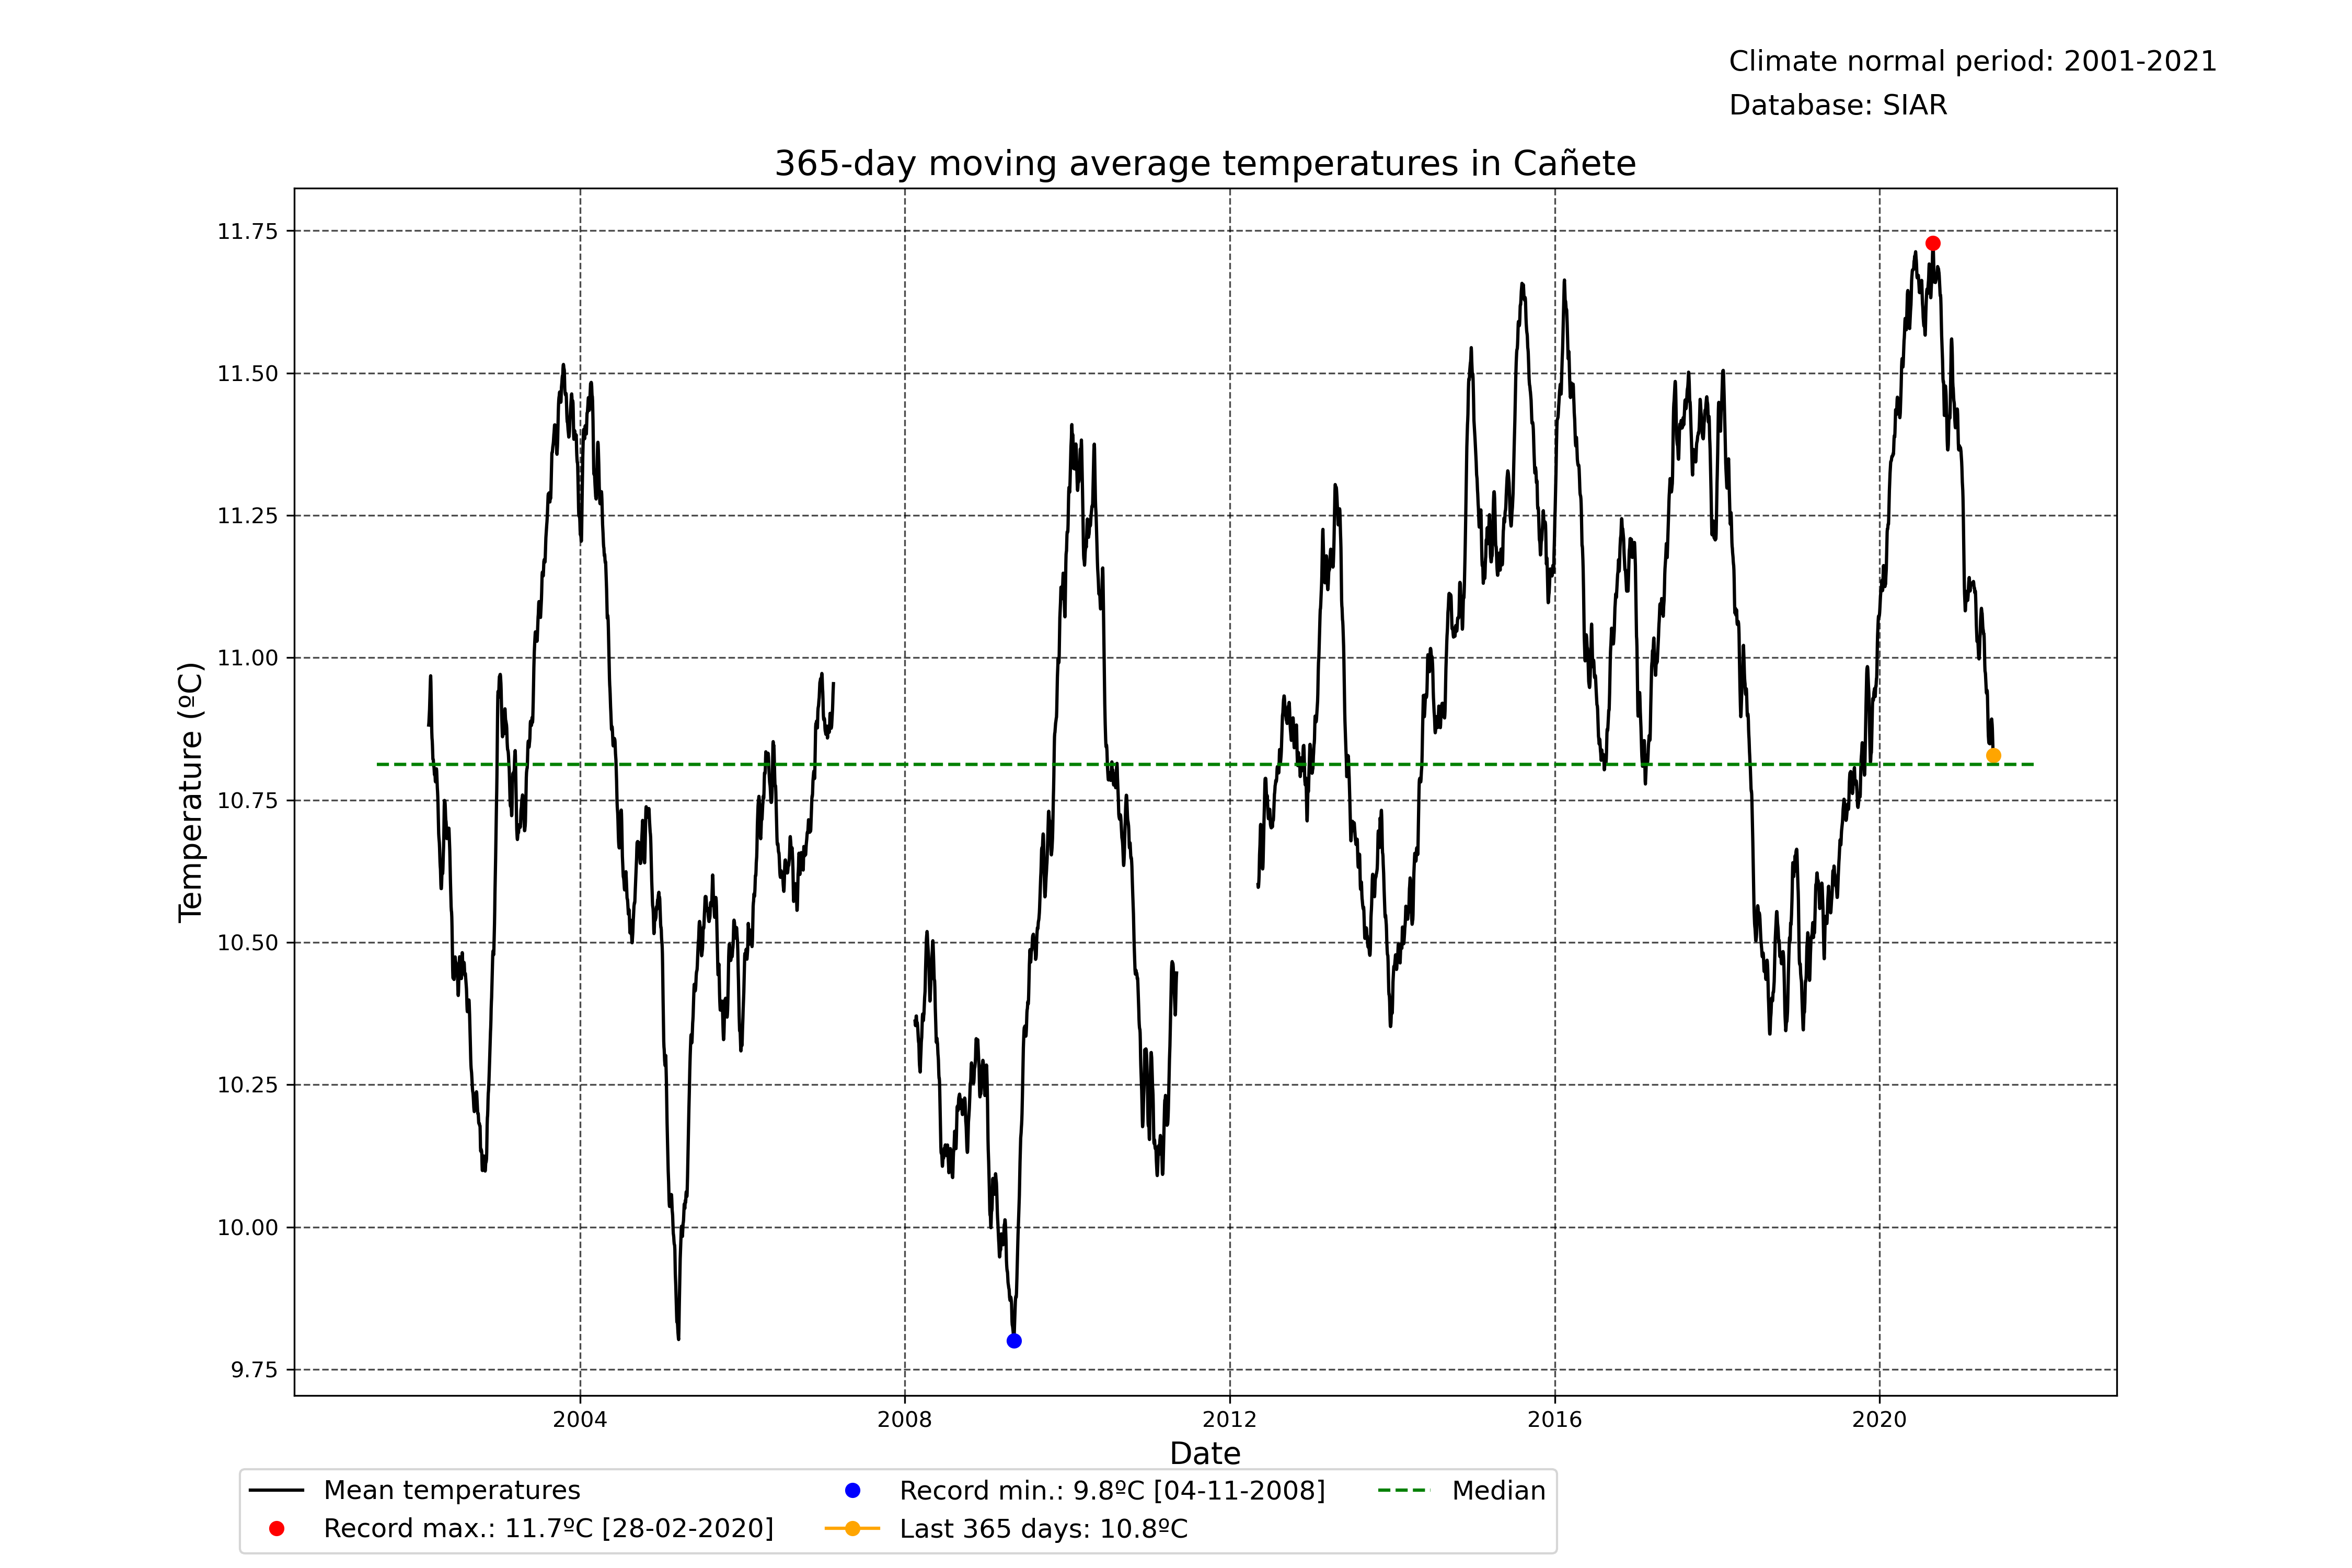 Climate normal period: 2001-2021
Database: SIAR
365-day moving average temperatures in Cañete
11.75
11.50
11.25
11.00
10.75
10.50
10.25
10.00
9.75
Temperature (ºC)
2004 2008 2012 2016 2020
Date
Mean temperatures
Record max.: 11.7ºC [28-02-2020]
Record min.: 9.8ºC [04-11-2008]
Last 365 days: 10.8ºC
Median